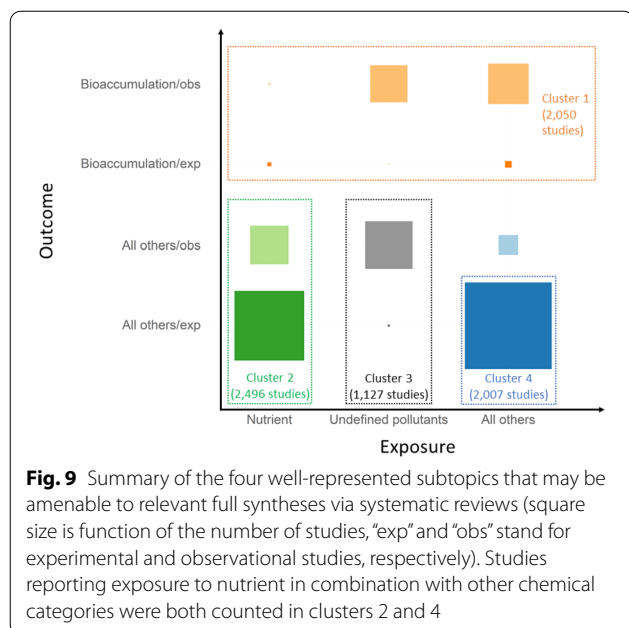 Bioaccumulation/obs
Cluster 1
(2,050
studies)
Bioaccumulation/exp
Outcome
All others/obs
All others/exp
Cluster 2
(2,496 studies)
Cluster 3
(1,127 studies)
Cluster 4
(2,007 studies)
Nutrient
Undefined pollutants
All others
Exposure
Fig. 9 Summary of the four well-represented subtopics that may be
amenable to relevant full syntheses via systematic reviews (square
size is function of the number of studies, “exp” and “obs” stand for
experimental and observational studies, respectively). Studies
reporting exposure to nutrient in combination with other chemical
categories were both counted in clusters 2 and 4